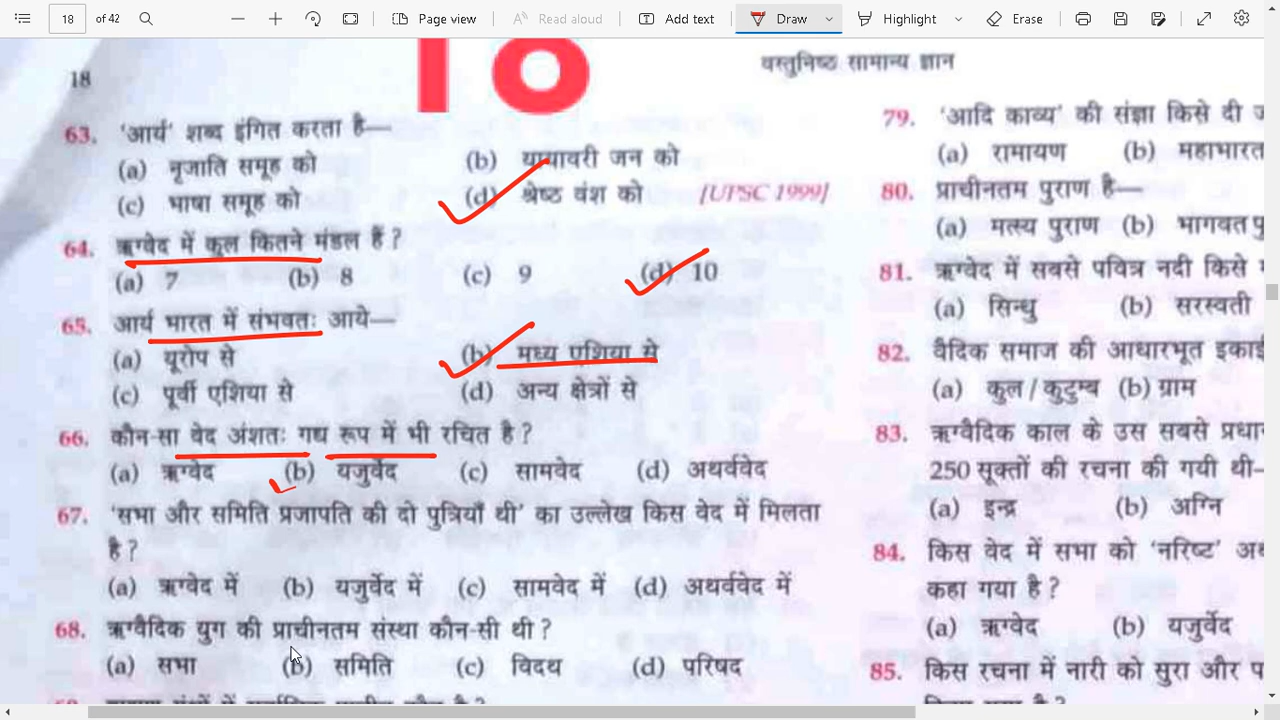 18 of 42
Page view
Read aloud
Add text
Draw
Highlight
Erase
18
18
वस्तुनिष्ठ सामान्य ज्ञान
63. 'आर्य' शब्द इंगित करता है—
(a) नृजाति समूह को (b) यायावरी जन को
(c) भाषा समूह को (d) श्रेष्ठ वंश को [UPSC 1999]
64. ऋग्वेद में कुल कितने मंडल हैं ?
(a) 7 (b) 8 (c) 9 (d) 10
65. आर्य भारत में संभवतः आये—
(a) यूरोप से (b) मध्य एशिया से
(c) पूर्वी एशिया से (d) अन्य क्षेत्रों से
66. कौन-सा वेद अंशतः गद्य रूप में भी रचित है ?
(a) ऋग्वेद (b) यजुर्वेद (c) सामवेद (d) अथर्ववेद
67. 'सभा और समिति प्रजापति की दो पुत्रियाँ थी' का उल्लेख किस वेद में मिलता
है ?
(a) ऋग्वेद में (b) यजुर्वेद में (c) सामवेद में (d) अथर्ववेद में
68. ऋग्वैदिक युग की प्राचीनतम संस्था कौन-सी थी ?
(a) सभा (b) समिति (c) विदथ (d) परिषद
79. 'आदि काव्य' की संज्ञा किसे दी
(a) रामायण (b) महाभारत
80. प्राचीनतम पुराण है—
(a) मत्स्य पुराण (b) भागवत
81. ऋग्वेद में सबसे पवित्र नदी किसे
(a) सिन्धु (b) सरस्वती
82. वैदिक समाज की आधारभूत
(a) कुल / कुटुम्ब (b) ग्राम
83. ऋग्वैदिक काल के उस सबसे
250 सूक्तों की रचना की गयी थी
(a) इन्द्र (b) अग्नि
84. किस वेद में सभा को 'नरिष्ट'
कहा गया है ?
(a) ऋग्वेद (b) यजुर्वेद
85. किस रचना में नारी को सुरा और